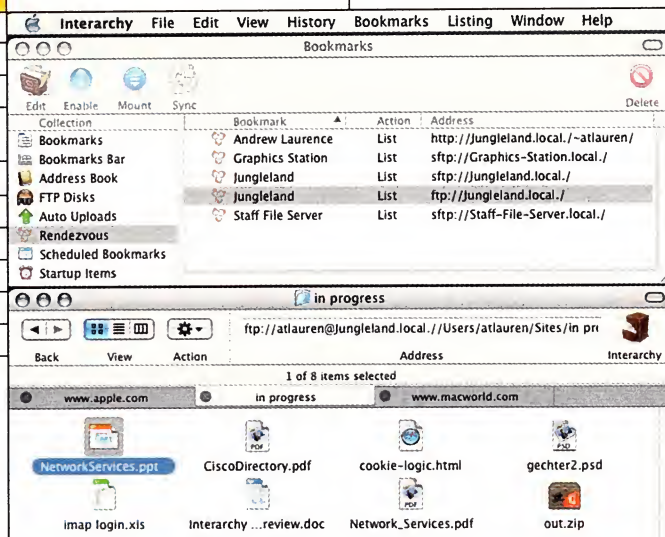 Interarchy File Edit View History Bookmarks Listing Window Help
Bookmarks
Edit Enable Mount Sync Delete
Collection Bookmark Action Address
Bookmarks Andrew Laurence List http://Jungleland.local./~atlauren/
Bookmarks Bar Graphics Station List sftp://Graphics-Station.local./
Address Book Jungleland List sftp://Jungleland.local./
FTP Disks Jungleland List ftp://Jungleland.local./
Auto Uploads Staff File Server List sftp://Staff-File-Server.local./
Rendezvous
Scheduled Bookmarks
Startup Items
in progress
ftp://atlauren@Jungleland.local.//Users/atlauren/Sites/in pr
Back View Action Address Interarchy
1 of 8 items selected
www.apple.com in progress www.macworld.com
PPT PDF PSD
NetworkServices.ppt CiscoDirectory.pdf cookie-logic.html gechter2.psd
PDF
imap login.xls Interarchy ...review.doc Network_Services.pdf out.zip